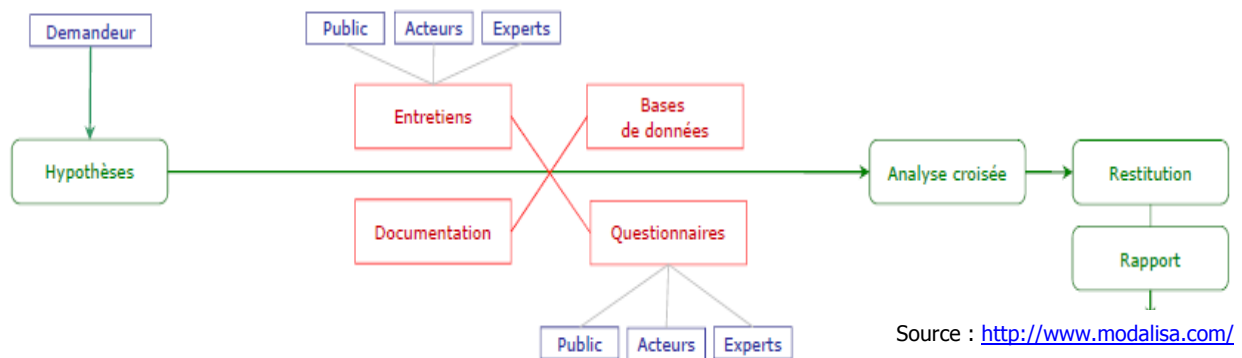 Demandeur
Public
Acteurs
Experts
Entretiens
Bases
de données
Hypothèses
Analyse croisée
Restitution
Documentation
Questionnaires
Rapport
Public
Acteurs
Experts
Source : http://www.modalisa.com/